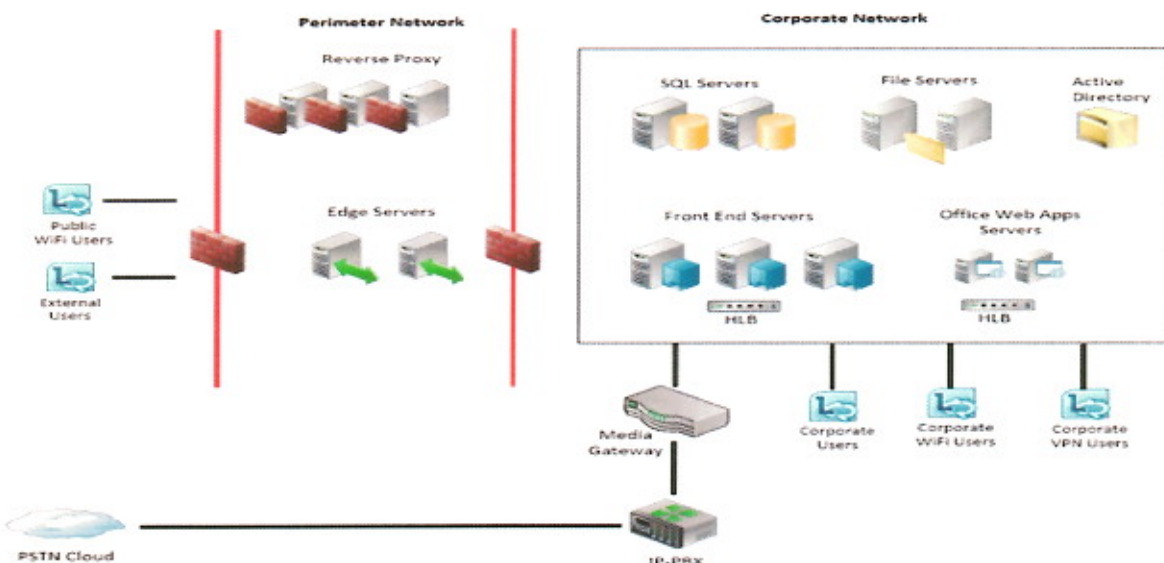 Perimeter Network
Corporate Network
Reverse Proxy
SQL Servers
File Servers
Active
Directory
Public
WiFi Users
Edge Servers
Front End Servers
Office Web Apps
Servers
External
Users
HLB
HLB
Media
Gateway
Corporate
Users
Corporate
WiFi Users
Corporate
VPN Users
PSTN Cloud
IP-PBX